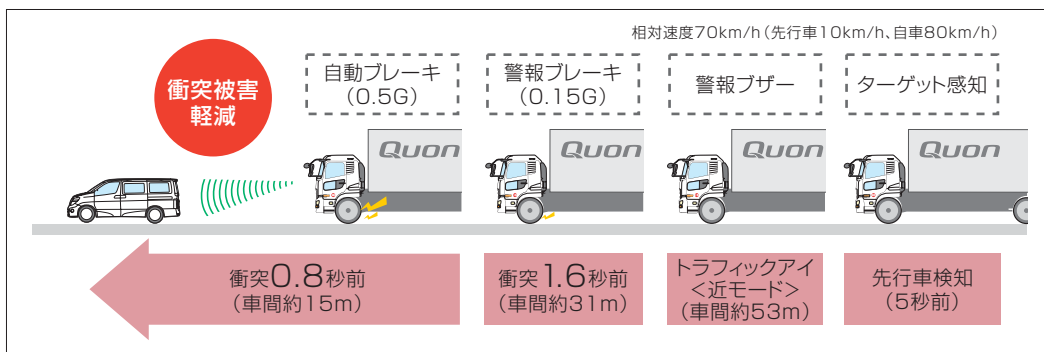 相対速度70km/h(先行車10km/h、自車80km/h)
衝突被害
軽減
自動ブレーキ
(0.5G)
警報ブレーキ
(0.15G)
警報ブザー
ターゲット感知
Quon
Quon
Quon
Quon
衝突0.8秒前
(車間約15m)
衝突1.6秒前
(車間約31m)
トラフィックアイ
<近モード>
(車間約53m)
先行車検知
(5秒前)